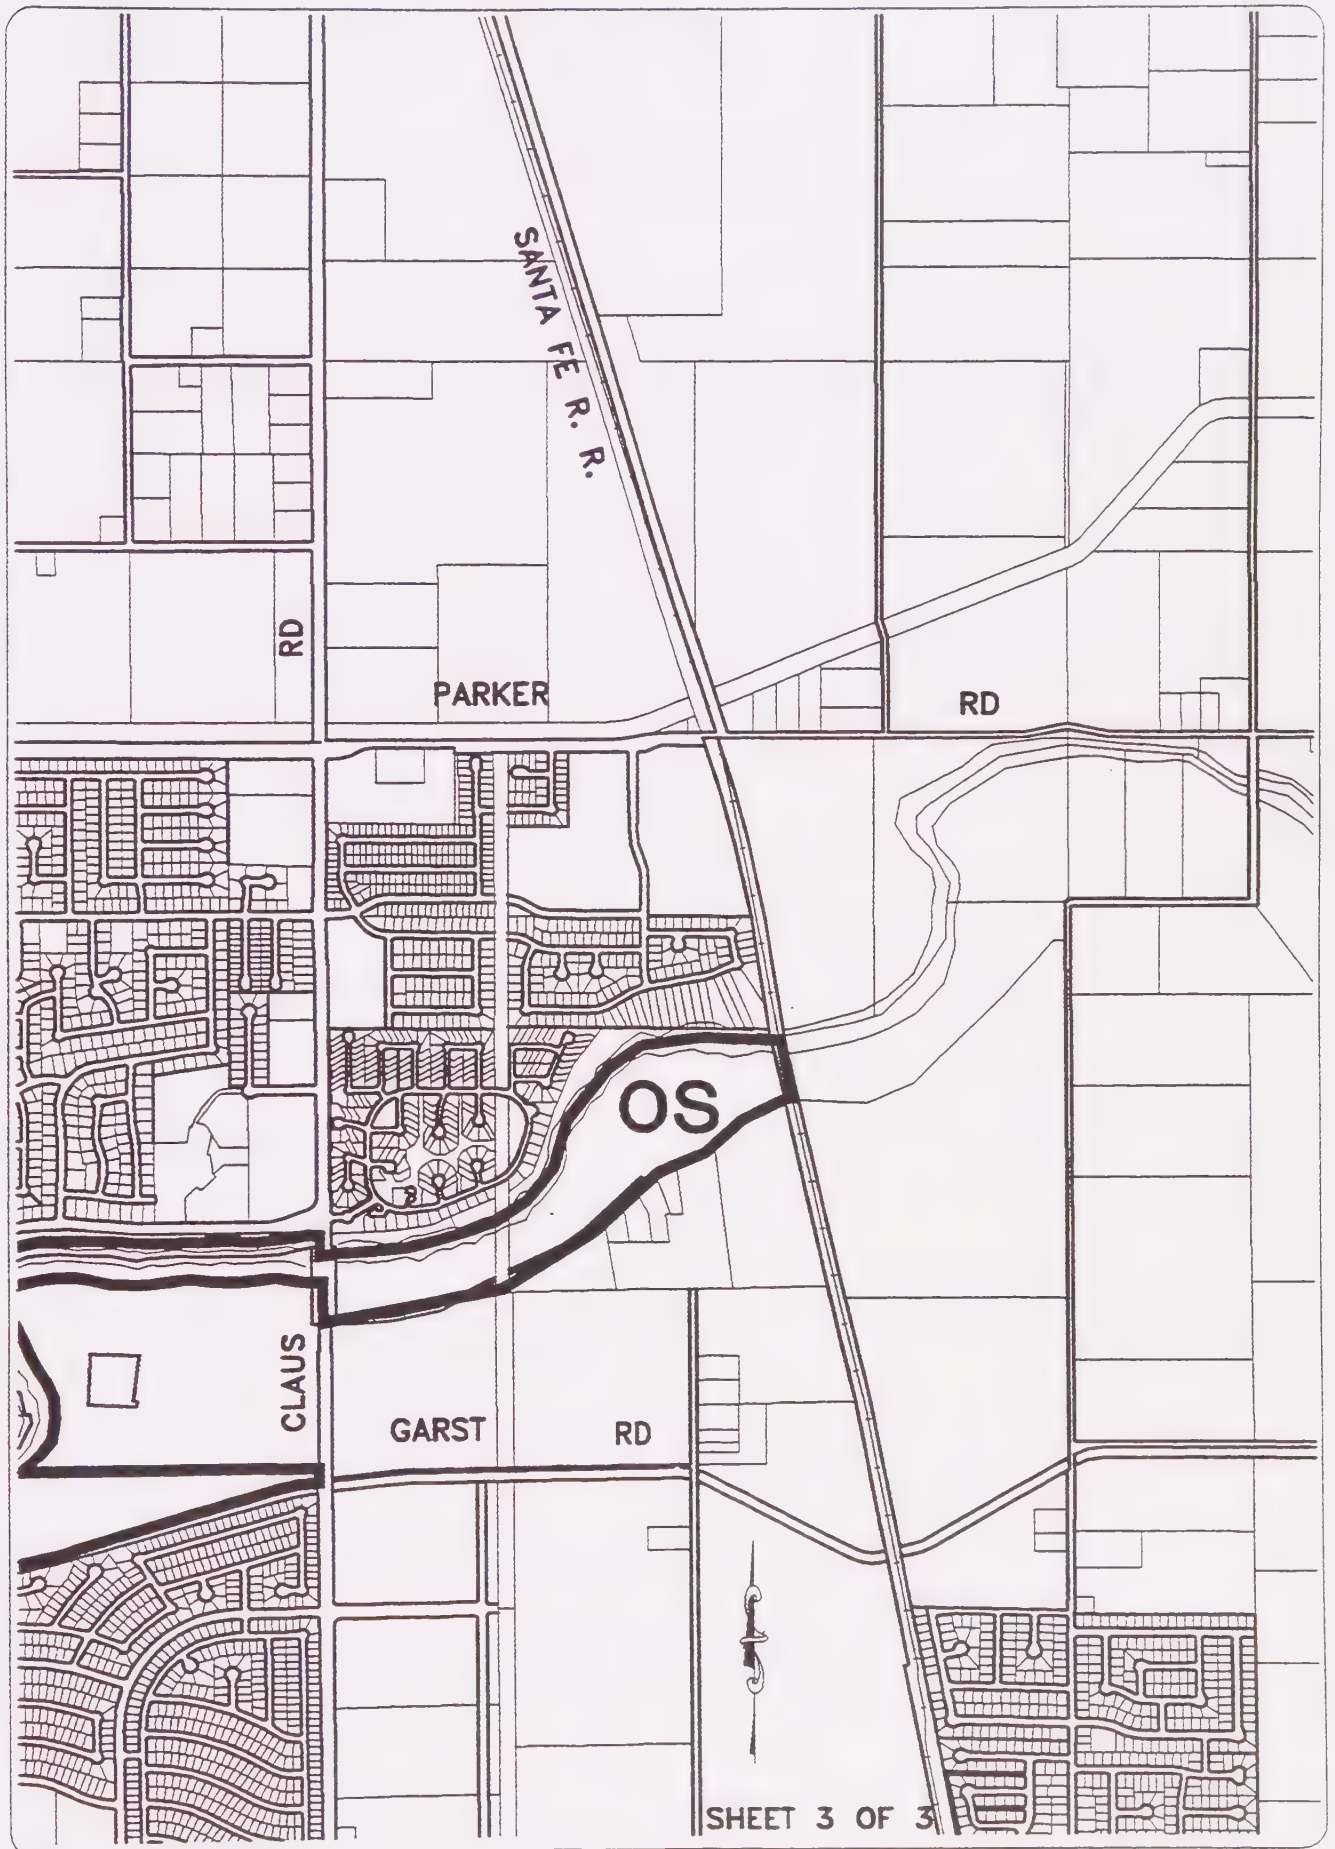 SANTA FE R. R.
RD
PARKER RD
OS
CLAUS
GARST RD
SHEET 3 OF 3